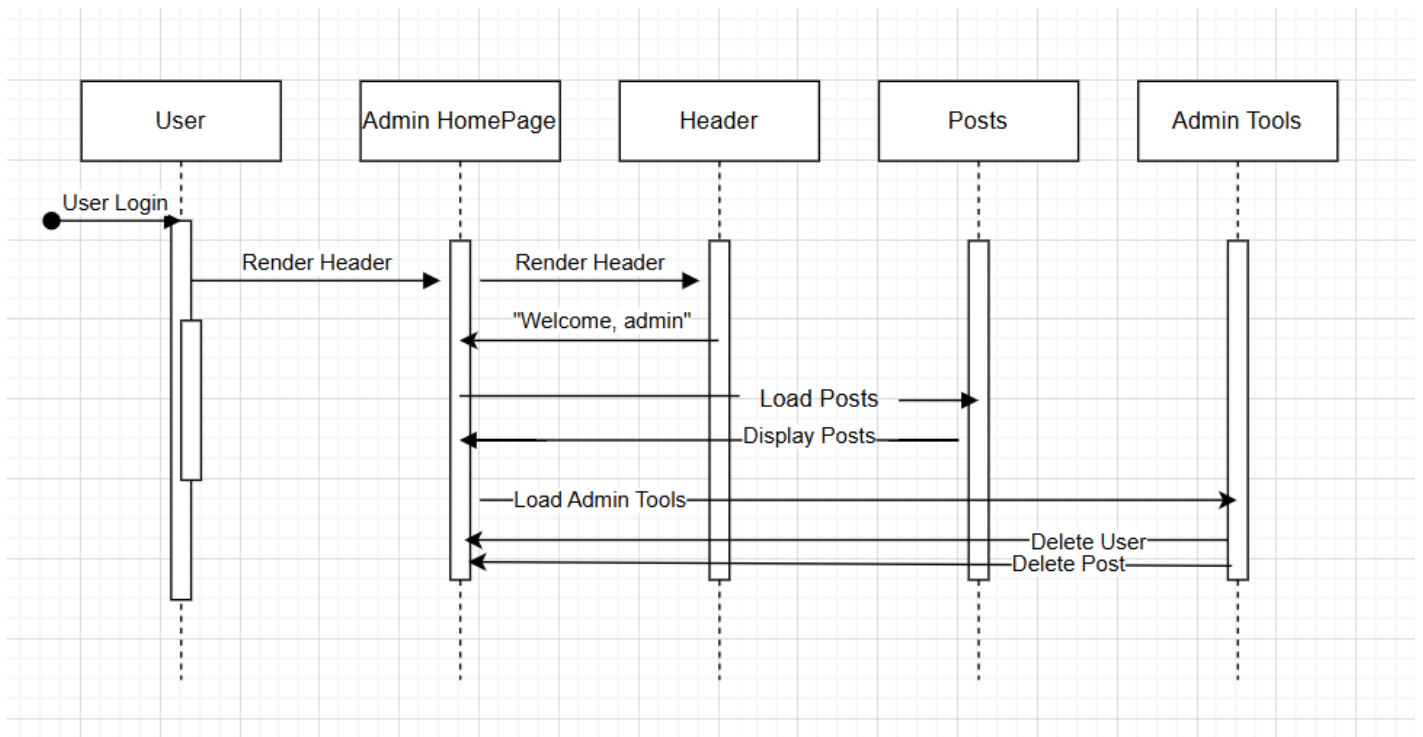 User
Admin HomePage
Header
Posts
Admin Tools
User Login
Render Header
Render Header
"Welcome, admin"
Load Posts
Display Posts
Load Admin Tools
Delete User
Delete Post